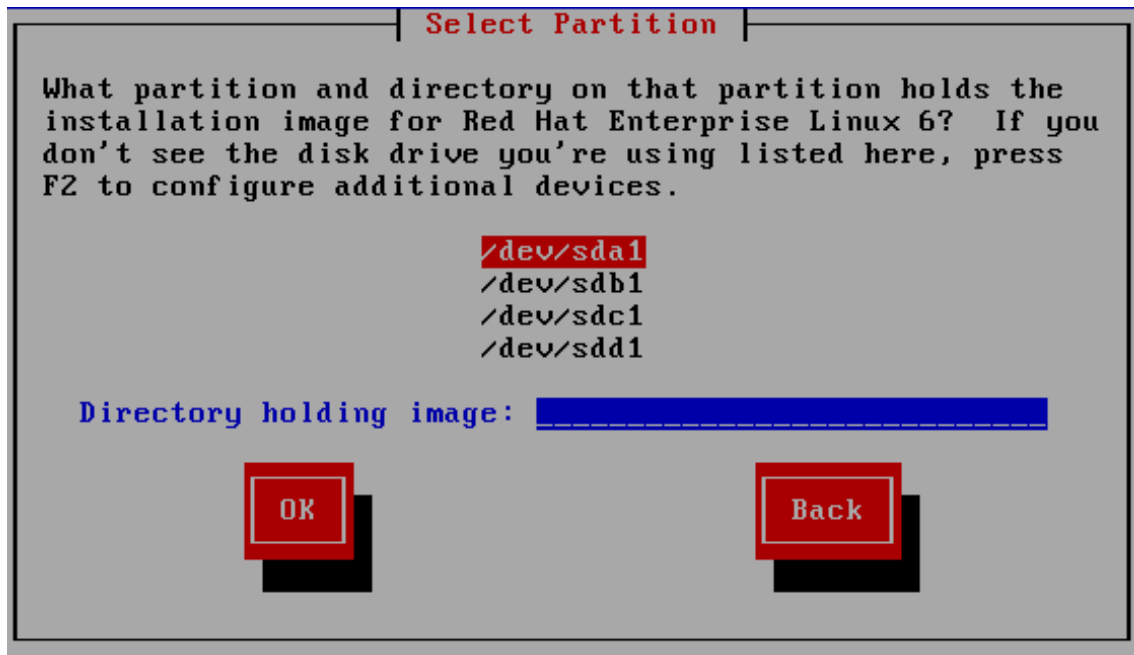 Select Partition
What partition and directory on that partition holds the
installation image for Red Hat Enterprise Linux 6?  If you
don't see the disk drive you're using listed here, press
F2 to configure additional devices.
/dev/sda1
/dev/sdb1
/dev/sdc1
/dev/sdd1
Directory holding image:
OK Back